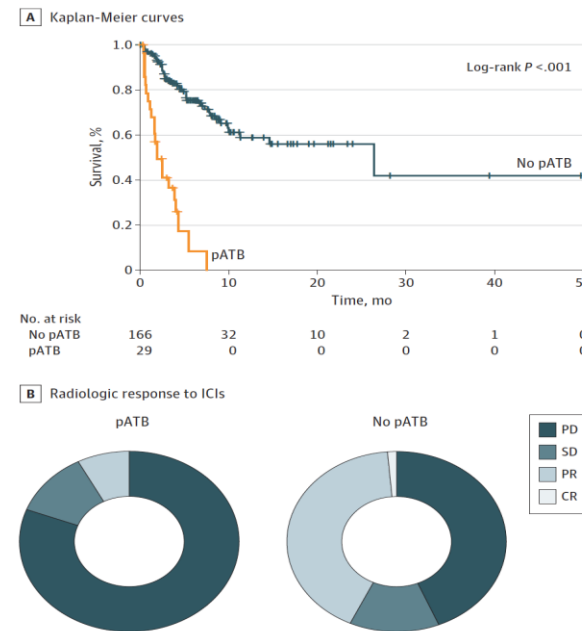 A Kaplan-Meier curves
1.0
0.8
0.6
0.4
0.2
0
Survival, %
Log-rank P <.001
No pATB
pATB
0 10 20 30 40
Time, mo
No. at risk
No pATB 166 32 10 2 1
pATB 29 0 0 0 0
B Radiologic response to ICIs
pATB
No pATB
PD
SD
PR
CR